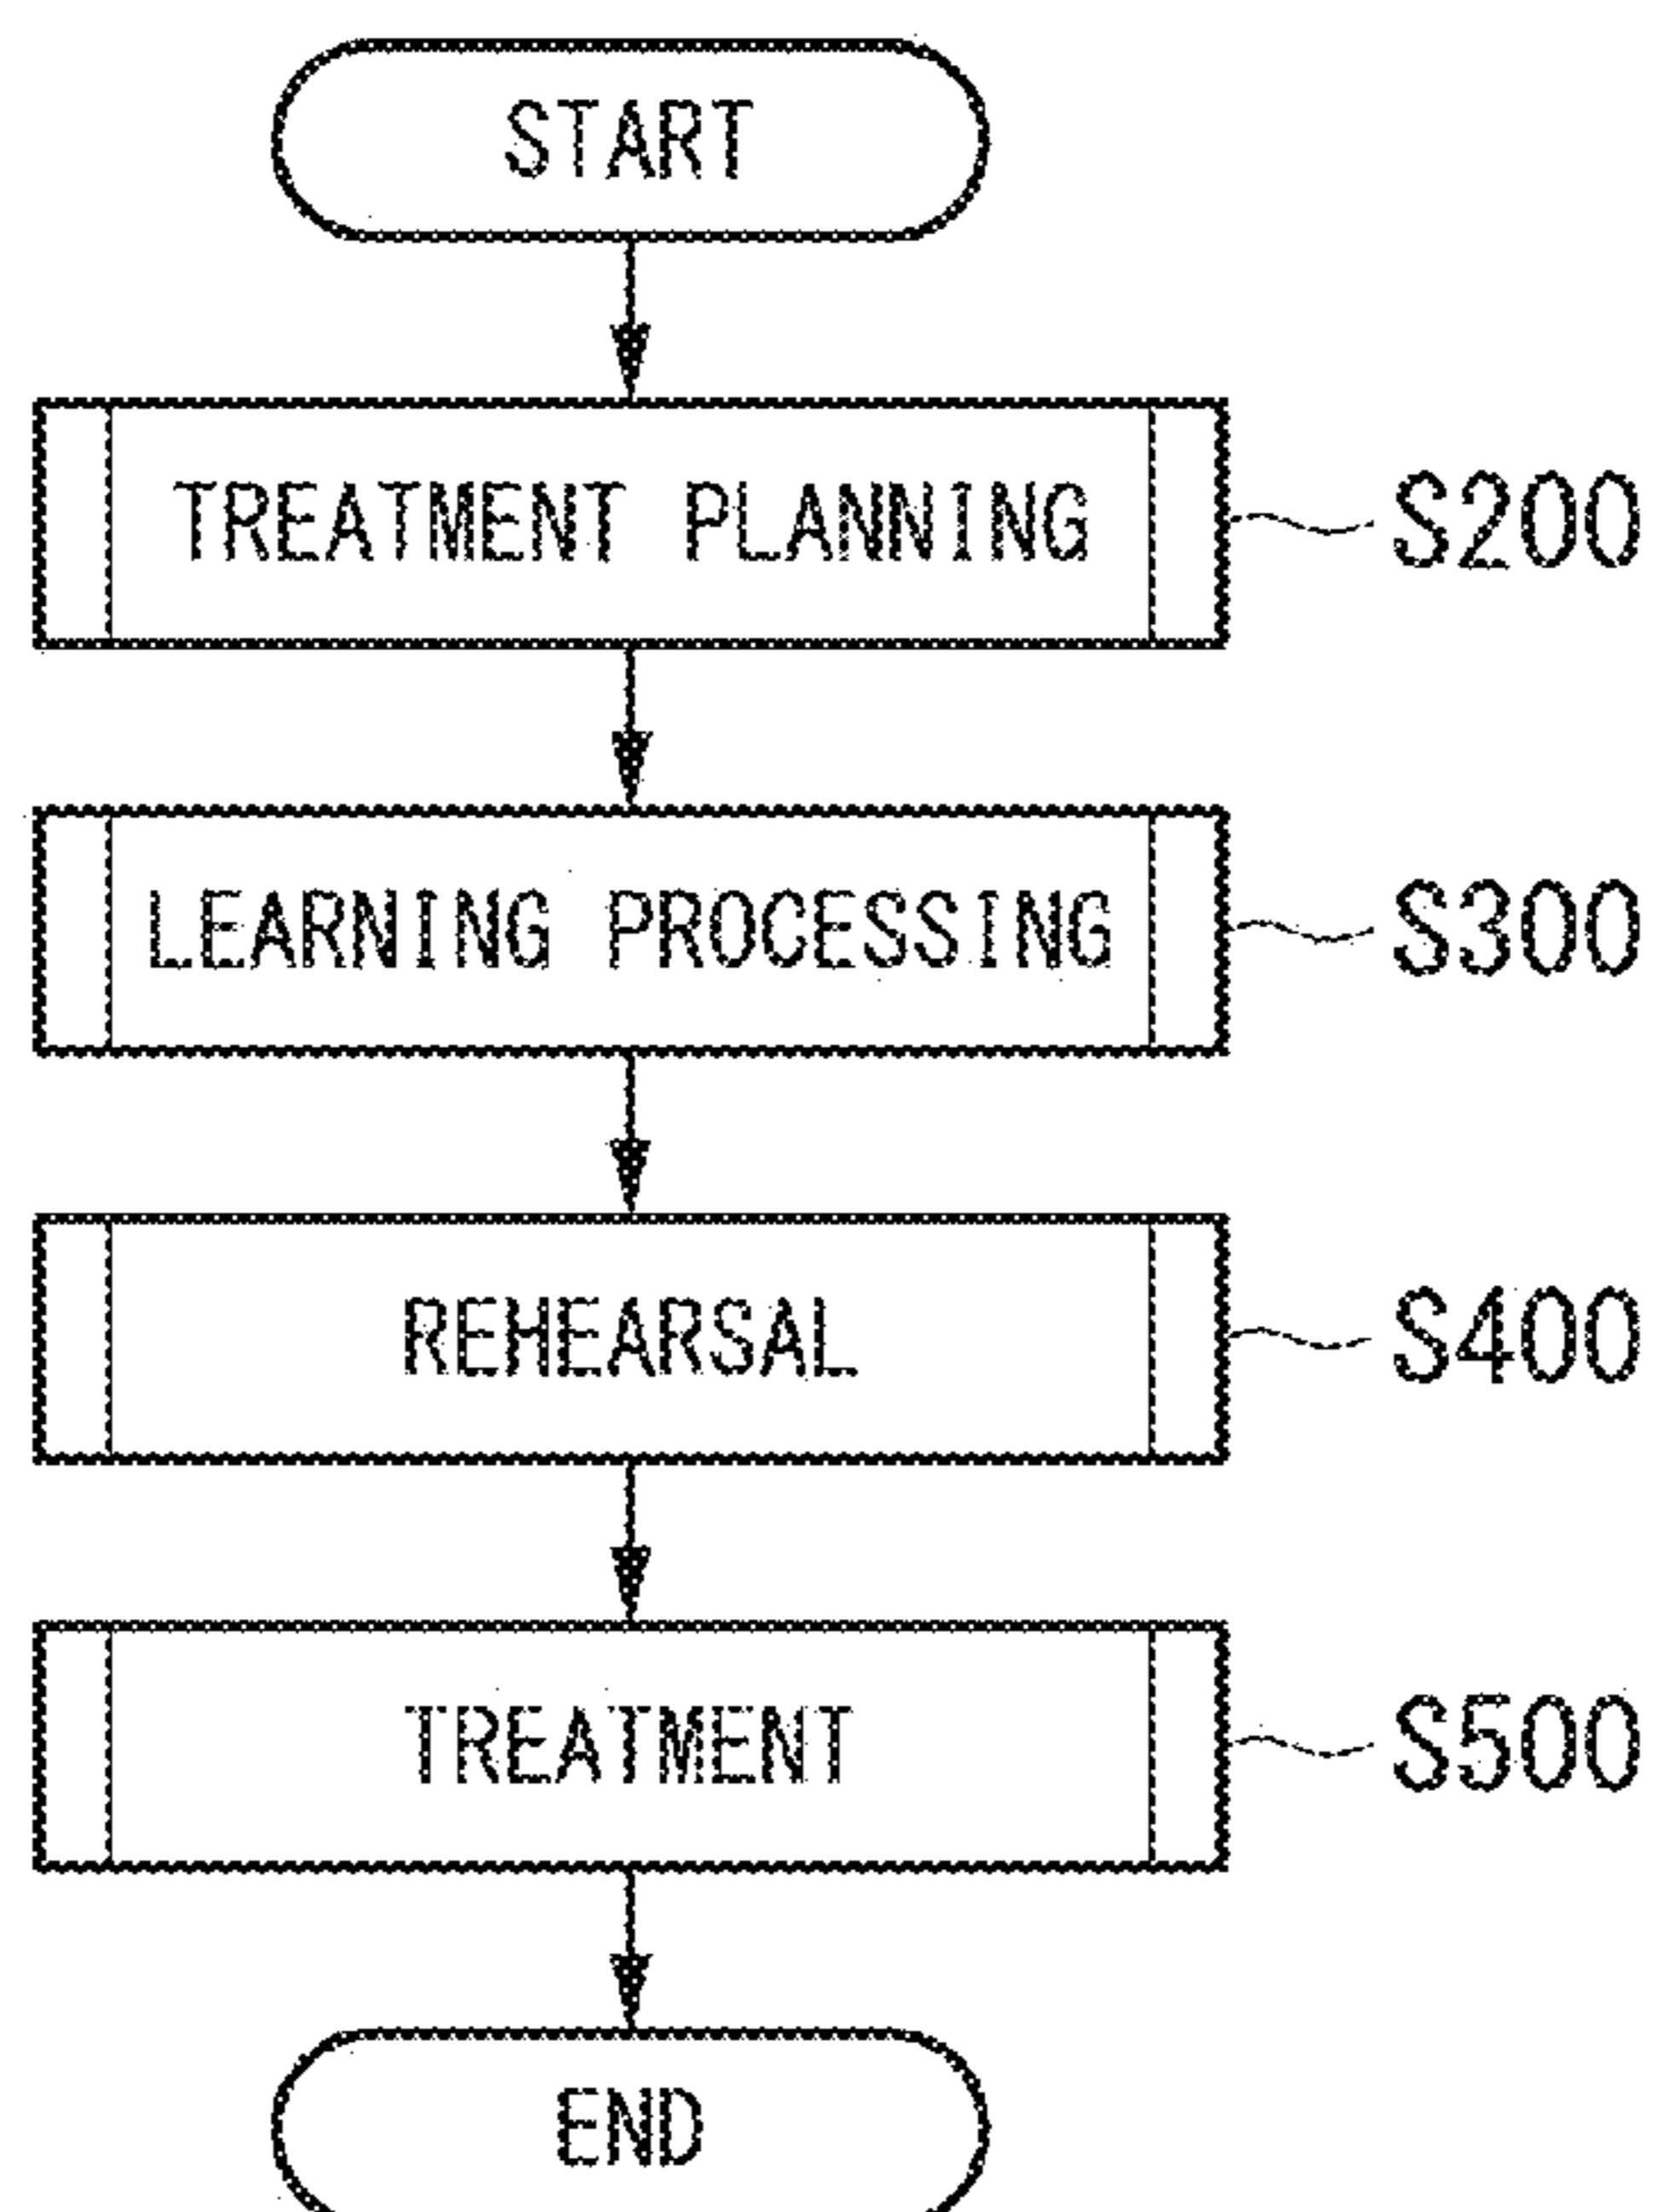 START
TREATMENT PLANNING S200
LEARNING PROCESSING S300
REHEARSAL S400
TREATMENT S500
END